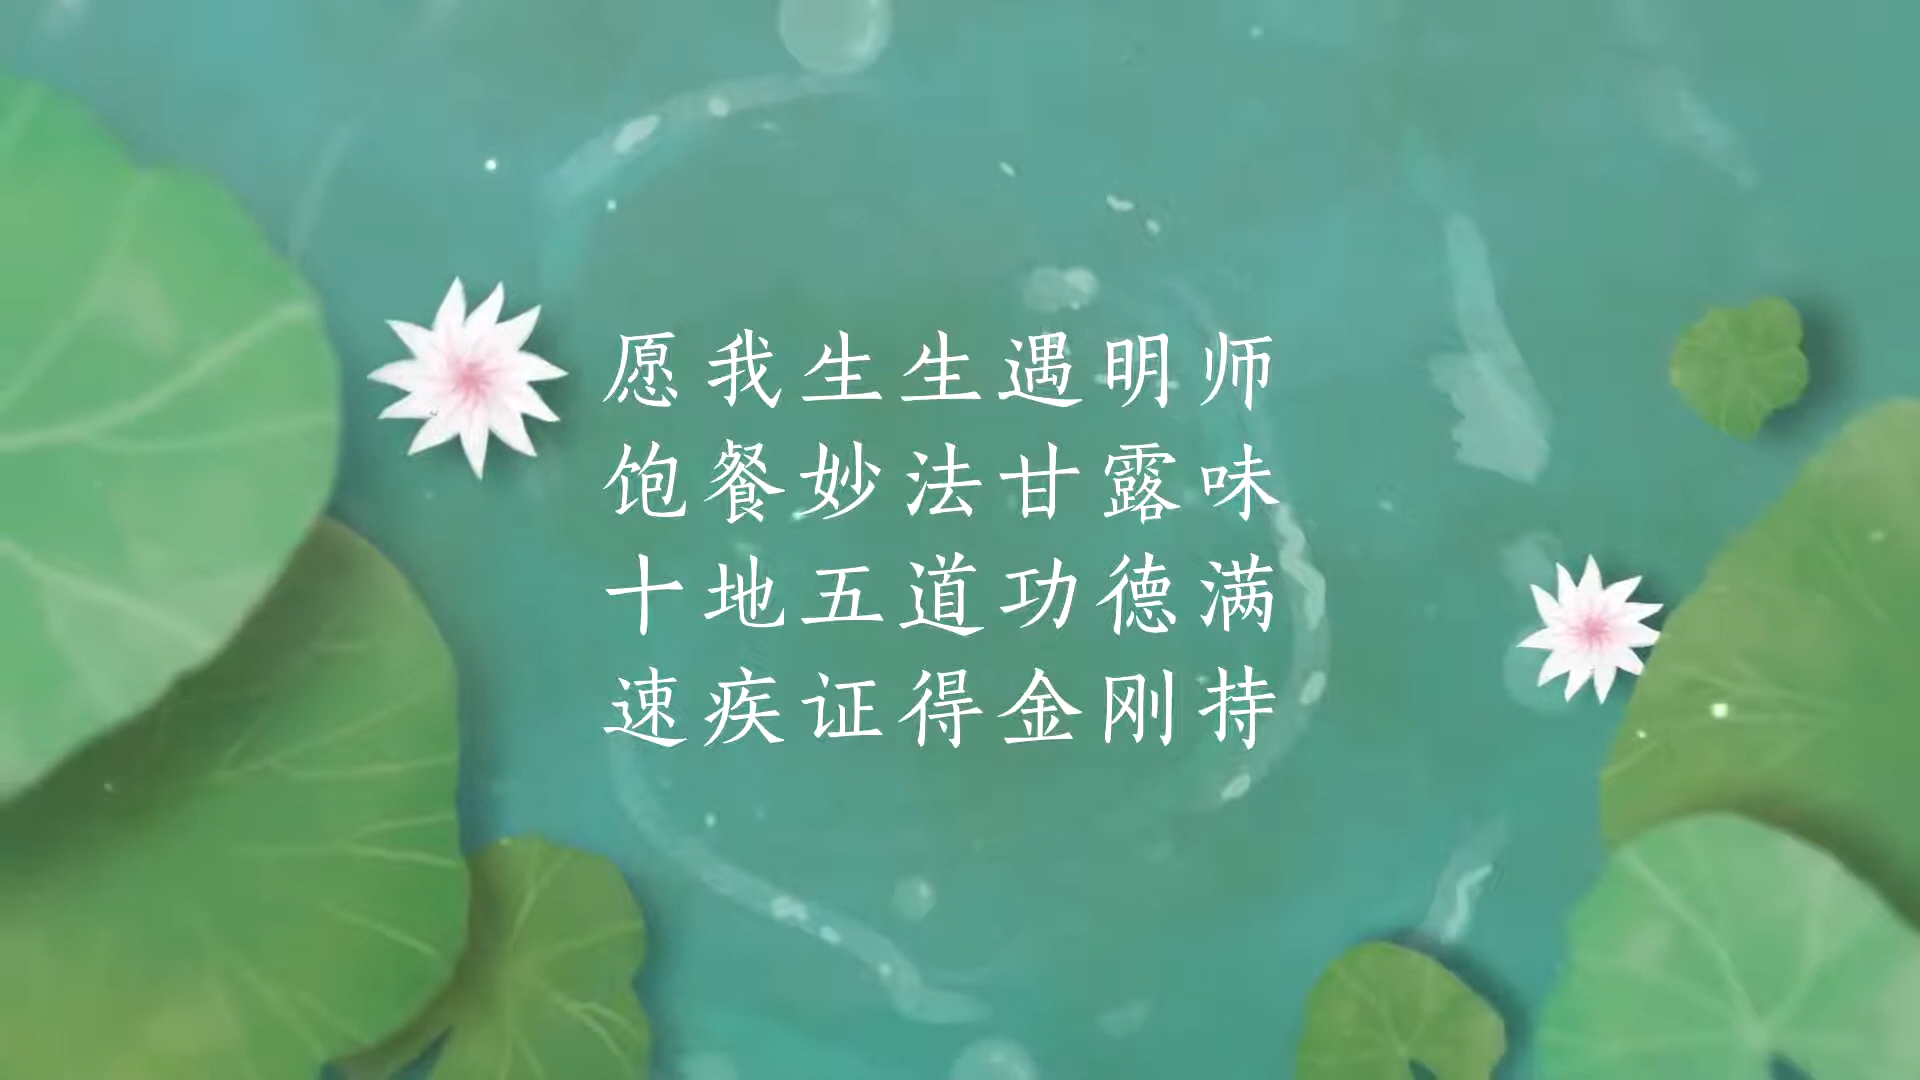 愿我生生遇明师
饱餐妙法甘露味
十地五道功德满
速疾证得金刚持